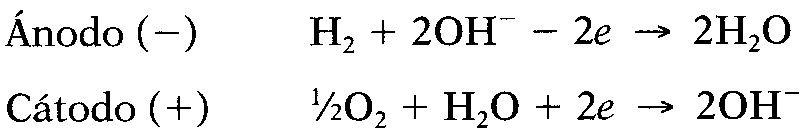 Ánodo (−) H₂ + 2OH⁻ − 2e → 2H₂O
Cátodo (+) ½O₂ + H₂O + 2e → 2OH⁻